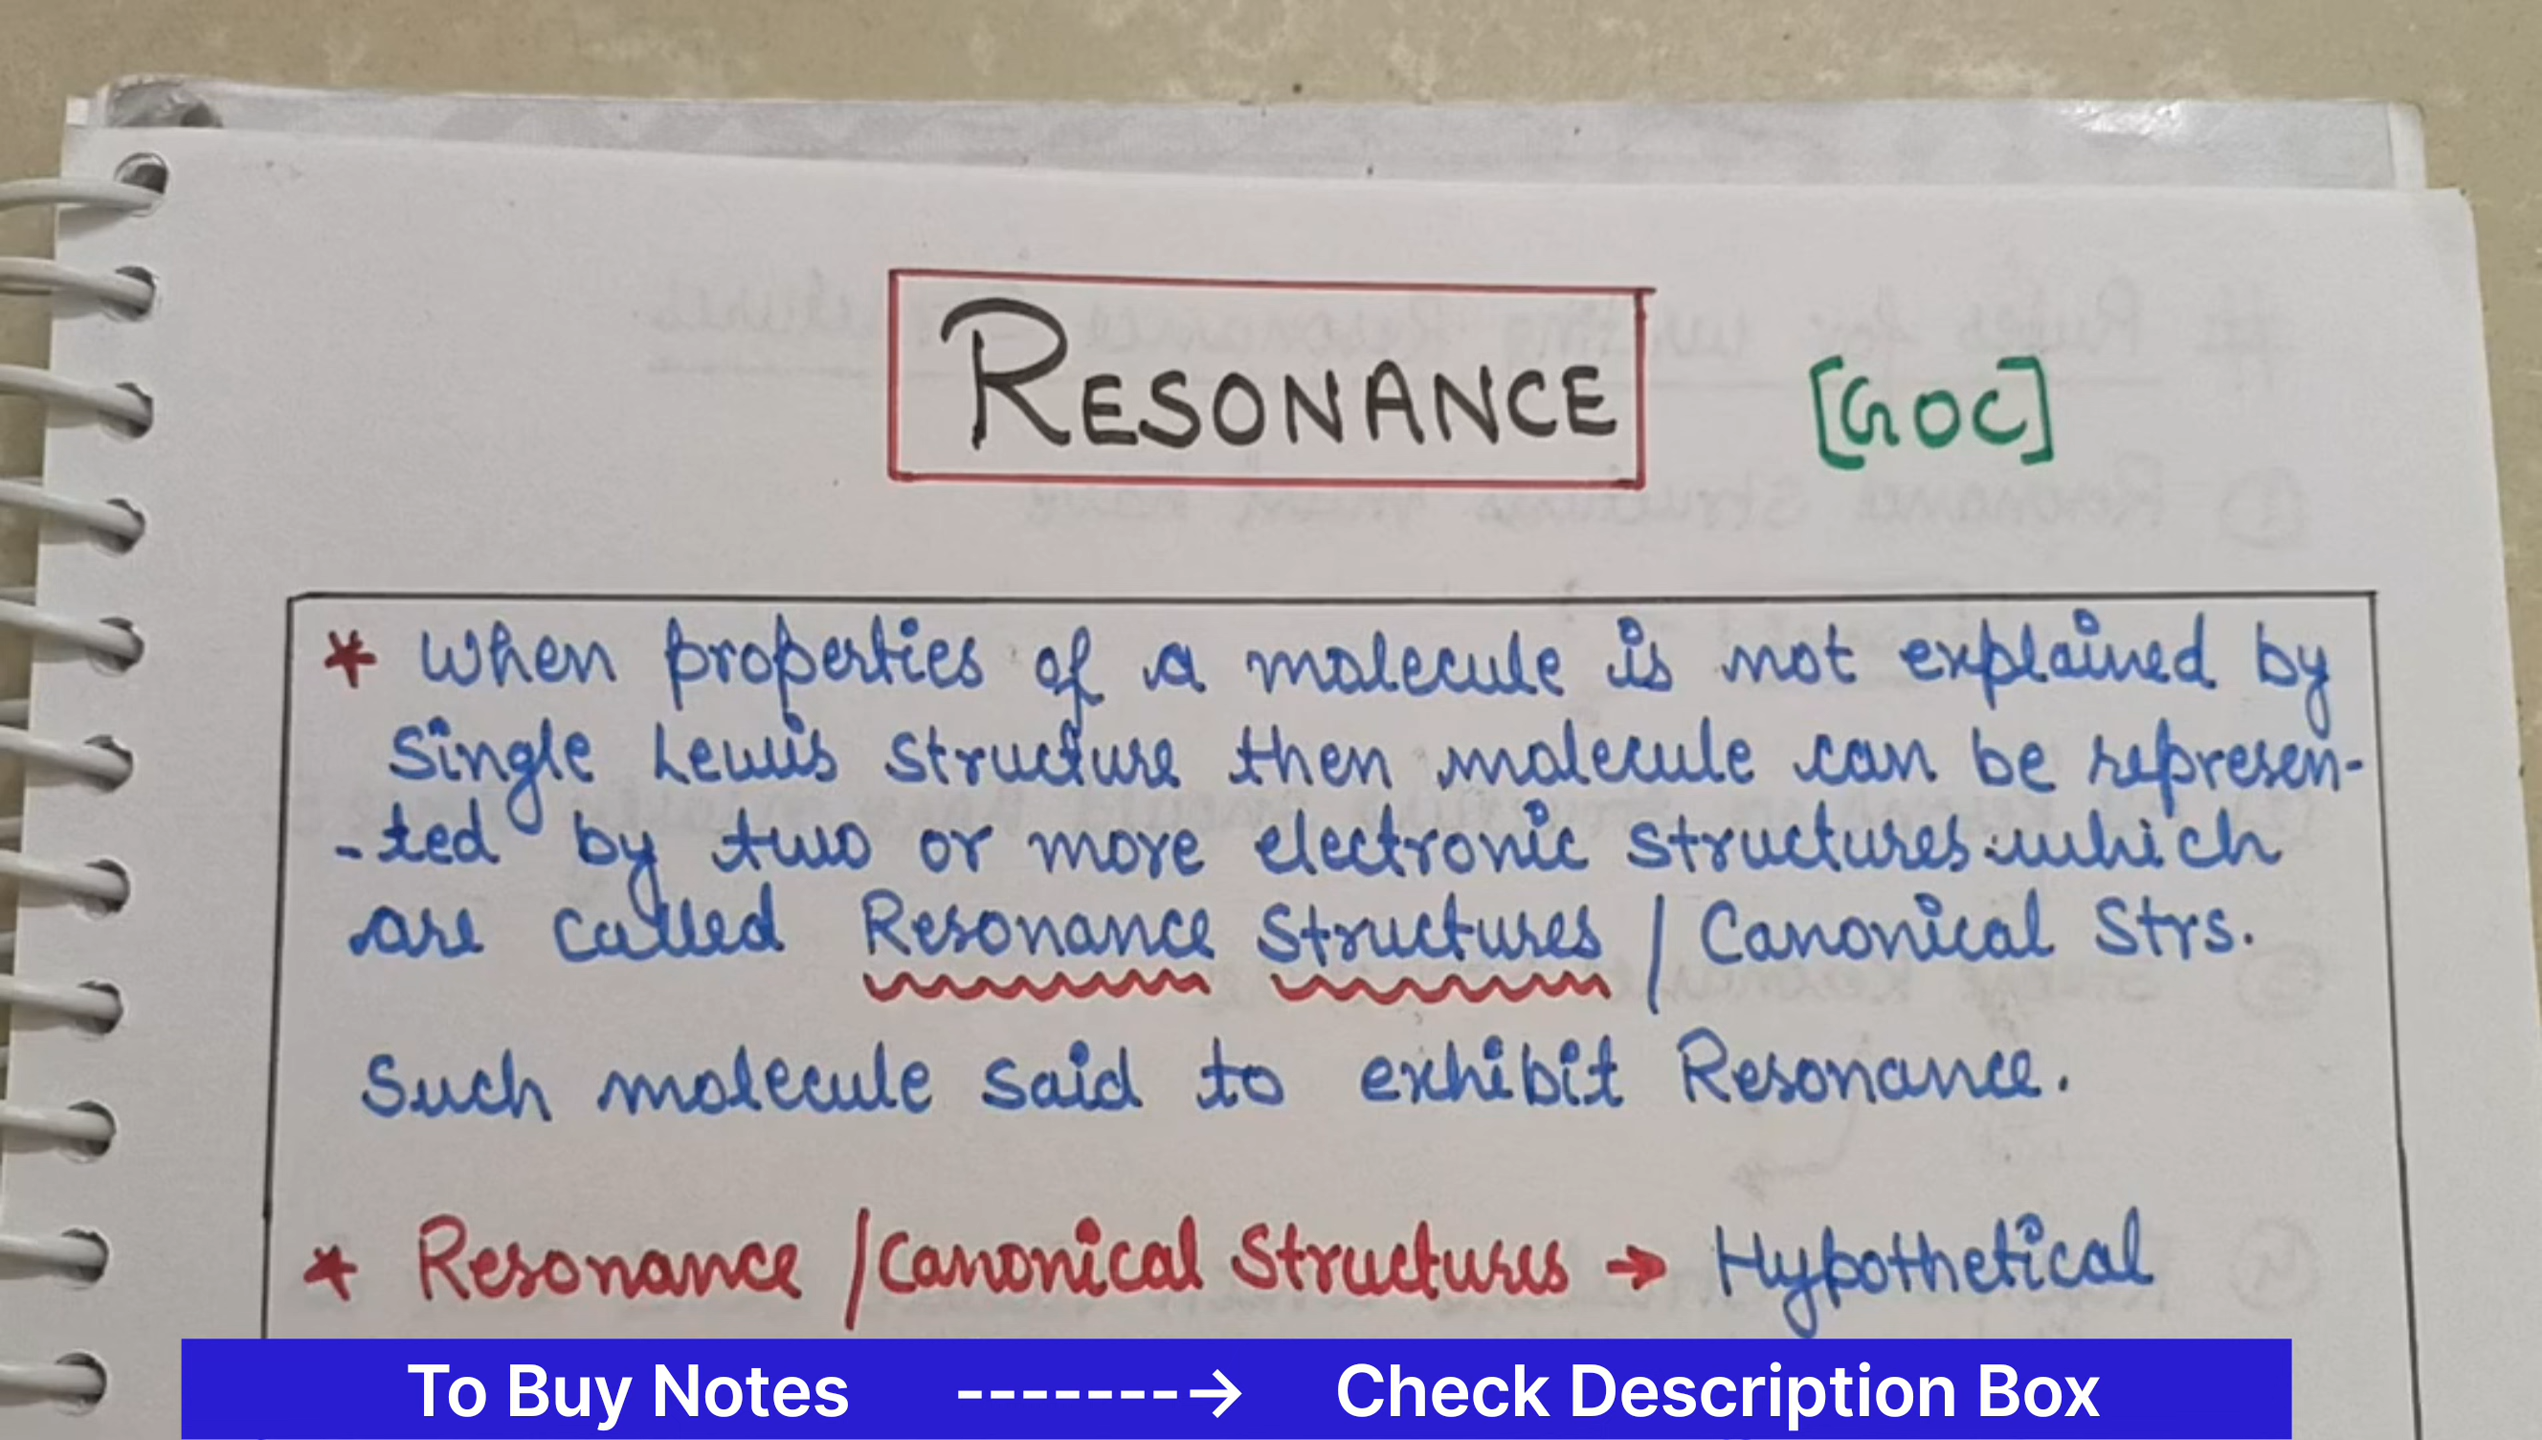 RESONANCE [GOC]
* When properties of a molecule is not explained by
Single Lewis structure then molecule can be represen-
-ted by two or more electronic structures which
are called Resonance Structures / Canonical Strs.
Such molecule said to exhibit Resonance.
* Resonance / Canonical Structures → Hypothetical
To Buy Notes -------→ Check Description Box